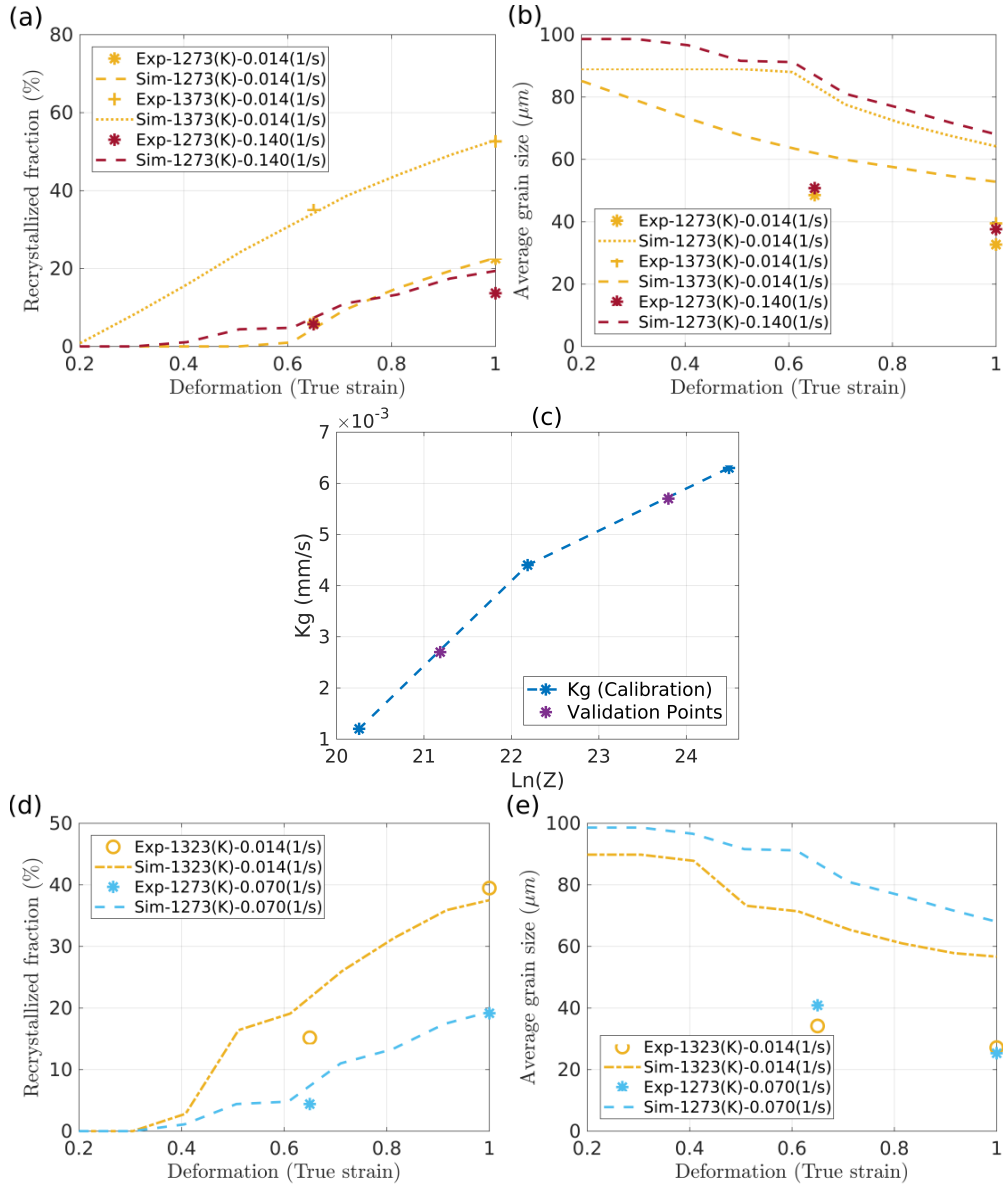 (a)
80
60
40
20
0
0.2
0.4
0.6
0.8
1
Recrystallized fraction (%)
Deformation (True strain)
Exp-1273(K)-0.014(1/s)
Sim-1273(K)-0.014(1/s)
Exp-1373(K)-0.014(1/s)
Sim-1373(K)-0.014(1/s)
Exp-1273(K)-0.140(1/s)
Sim-1273(K)-0.140(1/s)
(b)
100
80
60
40
20
0
0.2
0.4
0.6
0.8
1
Average grain size (μm)
Deformation (True strain)
Exp-1273(K)-0.014(1/s)
Sim-1273(K)-0.014(1/s)
Exp-1373(K)-0.014(1/s)
Sim-1373(K)-0.014(1/s)
Exp-1273(K)-0.140(1/s)
Sim-1273(K)-0.140(1/s)
(c)
×10-3
7
6
5
4
3
2
1
20
21
22
23
24
Kg (mm/s)
Ln(Z)
Kg (Calibration)
Validation Points
(d)
50
40
30
20
10
0
0.2
0.4
0.6
0.8
1
Recrystallized fraction (%)
Deformation (True strain)
Exp-1323(K)-0.014(1/s)
Sim-1323(K)-0.014(1/s)
Exp-1273(K)-0.070(1/s)
Sim-1273(K)-0.070(1/s)
(e)
100
80
60
40
20
0
0.2
0.4
0.6
0.8
1
Average grain size (μm)
Deformation (True strain)
Exp-1323(K)-0.014(1/s)
Sim-1323(K)-0.014(1/s)
Exp-1273(K)-0.070(1/s)
Sim-1273(K)-0.070(1/s)